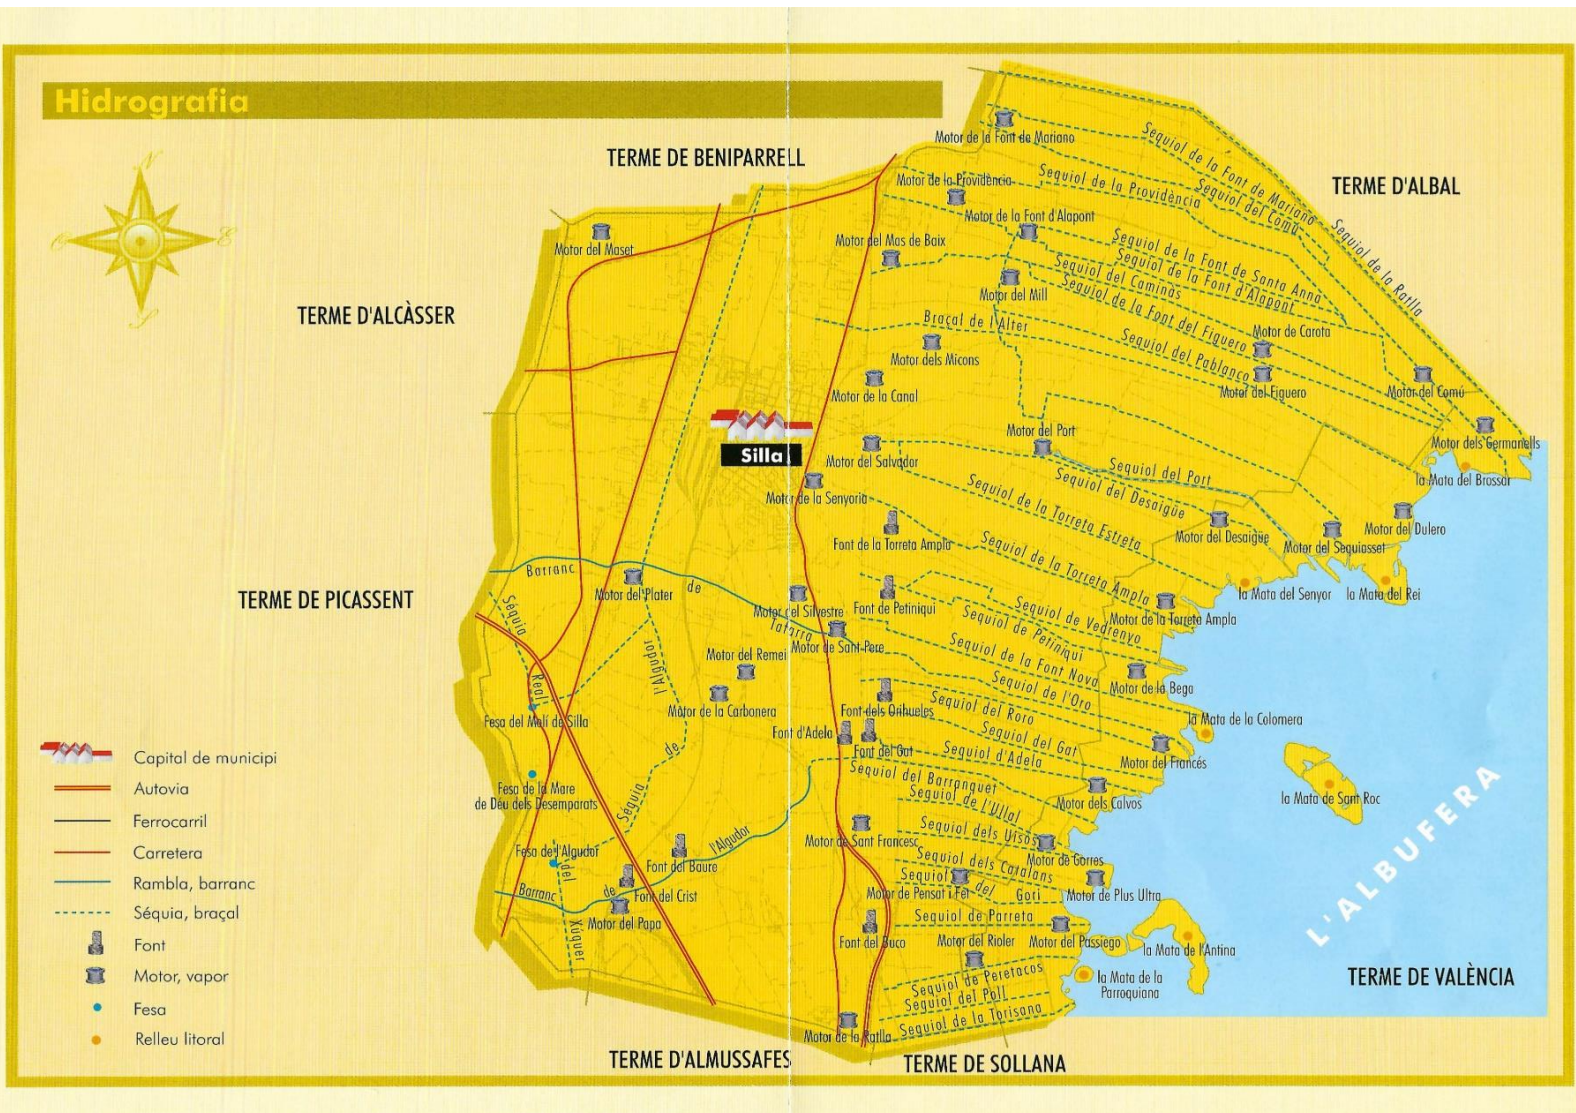 Hidrografia
TERME DE BENIPARRELL
TERME D'ALBAL
TERME D'ALCÀSSER
TERME DE PICASSENT
TERME D'ALMUSSAFES
TERME DE SOLLANA
TERME DE VALÈNCIA
L'ALBUFERA
N
E
S
O
Motor de la Font de Mariano
Motor de la Providència
Motor de la Font d'Alapont
Motor del Maset
Motor del Mas de Baix
Motor del Mill
Motor de Carota
Motor dels Micons
Motor de la Canal
Motor del Figuero
Motor del Comú
Motor dels Germanells
Motor del Port
Motor del Salvador
Motor de la Senyoria
Silla
Sequiol de la Font de Mariano
Sequiol del Comú
Sequiol de la Providència
Sequiol de la Ratlla
Sequiol de la Font de Santa Anna
Sequiol de la Font d'Alapont
Sequiol del Caminàs
Sequiol de la Font del Figuero
Sequiol del Pablanco
Braçal de l'Alter
Sequiol del Port
Sequiol del Desaigüe
Sequiol de la Torreta Estreta
Sequiol de la Torreta Ampla
la Mata del Brossar
Motor del Dulero
Motor del Sequiasset
Motor del Desaigüe
la Mata del Senyor
la Mata del Rei
Font de la Torreta Ampla
Motor de la Torreta Ampla
Barranc
de
Tatarra
Motor del Plater
Motor del Silvestre
Font de Petiniqui
Motor de Sant Pere
Sequiol de Vedrenyo
Sequiol de Petiniqui
Sequiol de la Font Nova
Sequiol de l'Oro
Sequiol del Roro
Sequiol del Gat
Sequiol d'Adela
Sequiol del Barranquet
Sequiol de L'Ullal
Sequiol dels Visos
Sequiol dels Catalans
Sequiol del Gori
Sequiol de Parreta
Sequiol de Peretacos
Sequiol del Poll
Sequiol de la Torisana
Séquia
Real
Motor del Remei
Motor de la Carbonera
Séquia
de
l'Algudor
Fesa del Molí de Silla
Fesa de la Mare
de Déu dels Desemparats
Fesa de l'Algudor
Font d'Adela
Font dels Orihueles
Font del Gat
Motor de la Bega
la Mata de la Colomera
Motor del Francés
Motor dels Calvos
la Mata de Sant Roc
Motor de Sant Francesc
Motor de Gorres
Motor de Pensat i Fet
Motor de Plus Ultra
Font del Baure
Font del Crist
Motor del Papa
Barranc
de
l'Algudor
del
Xúquer
Font del Buco
Motor del Rioler
Motor del Passiego
la Mata de l'Antina
la Mata de la
Parroquiana
Motor de la Ratlla
Capital de municipi
Autovia
Ferrocarril
Carretera
Rambla, barranc
Séquia, braçal
Font
Motor, vapor
Fesa
Relleu litoral